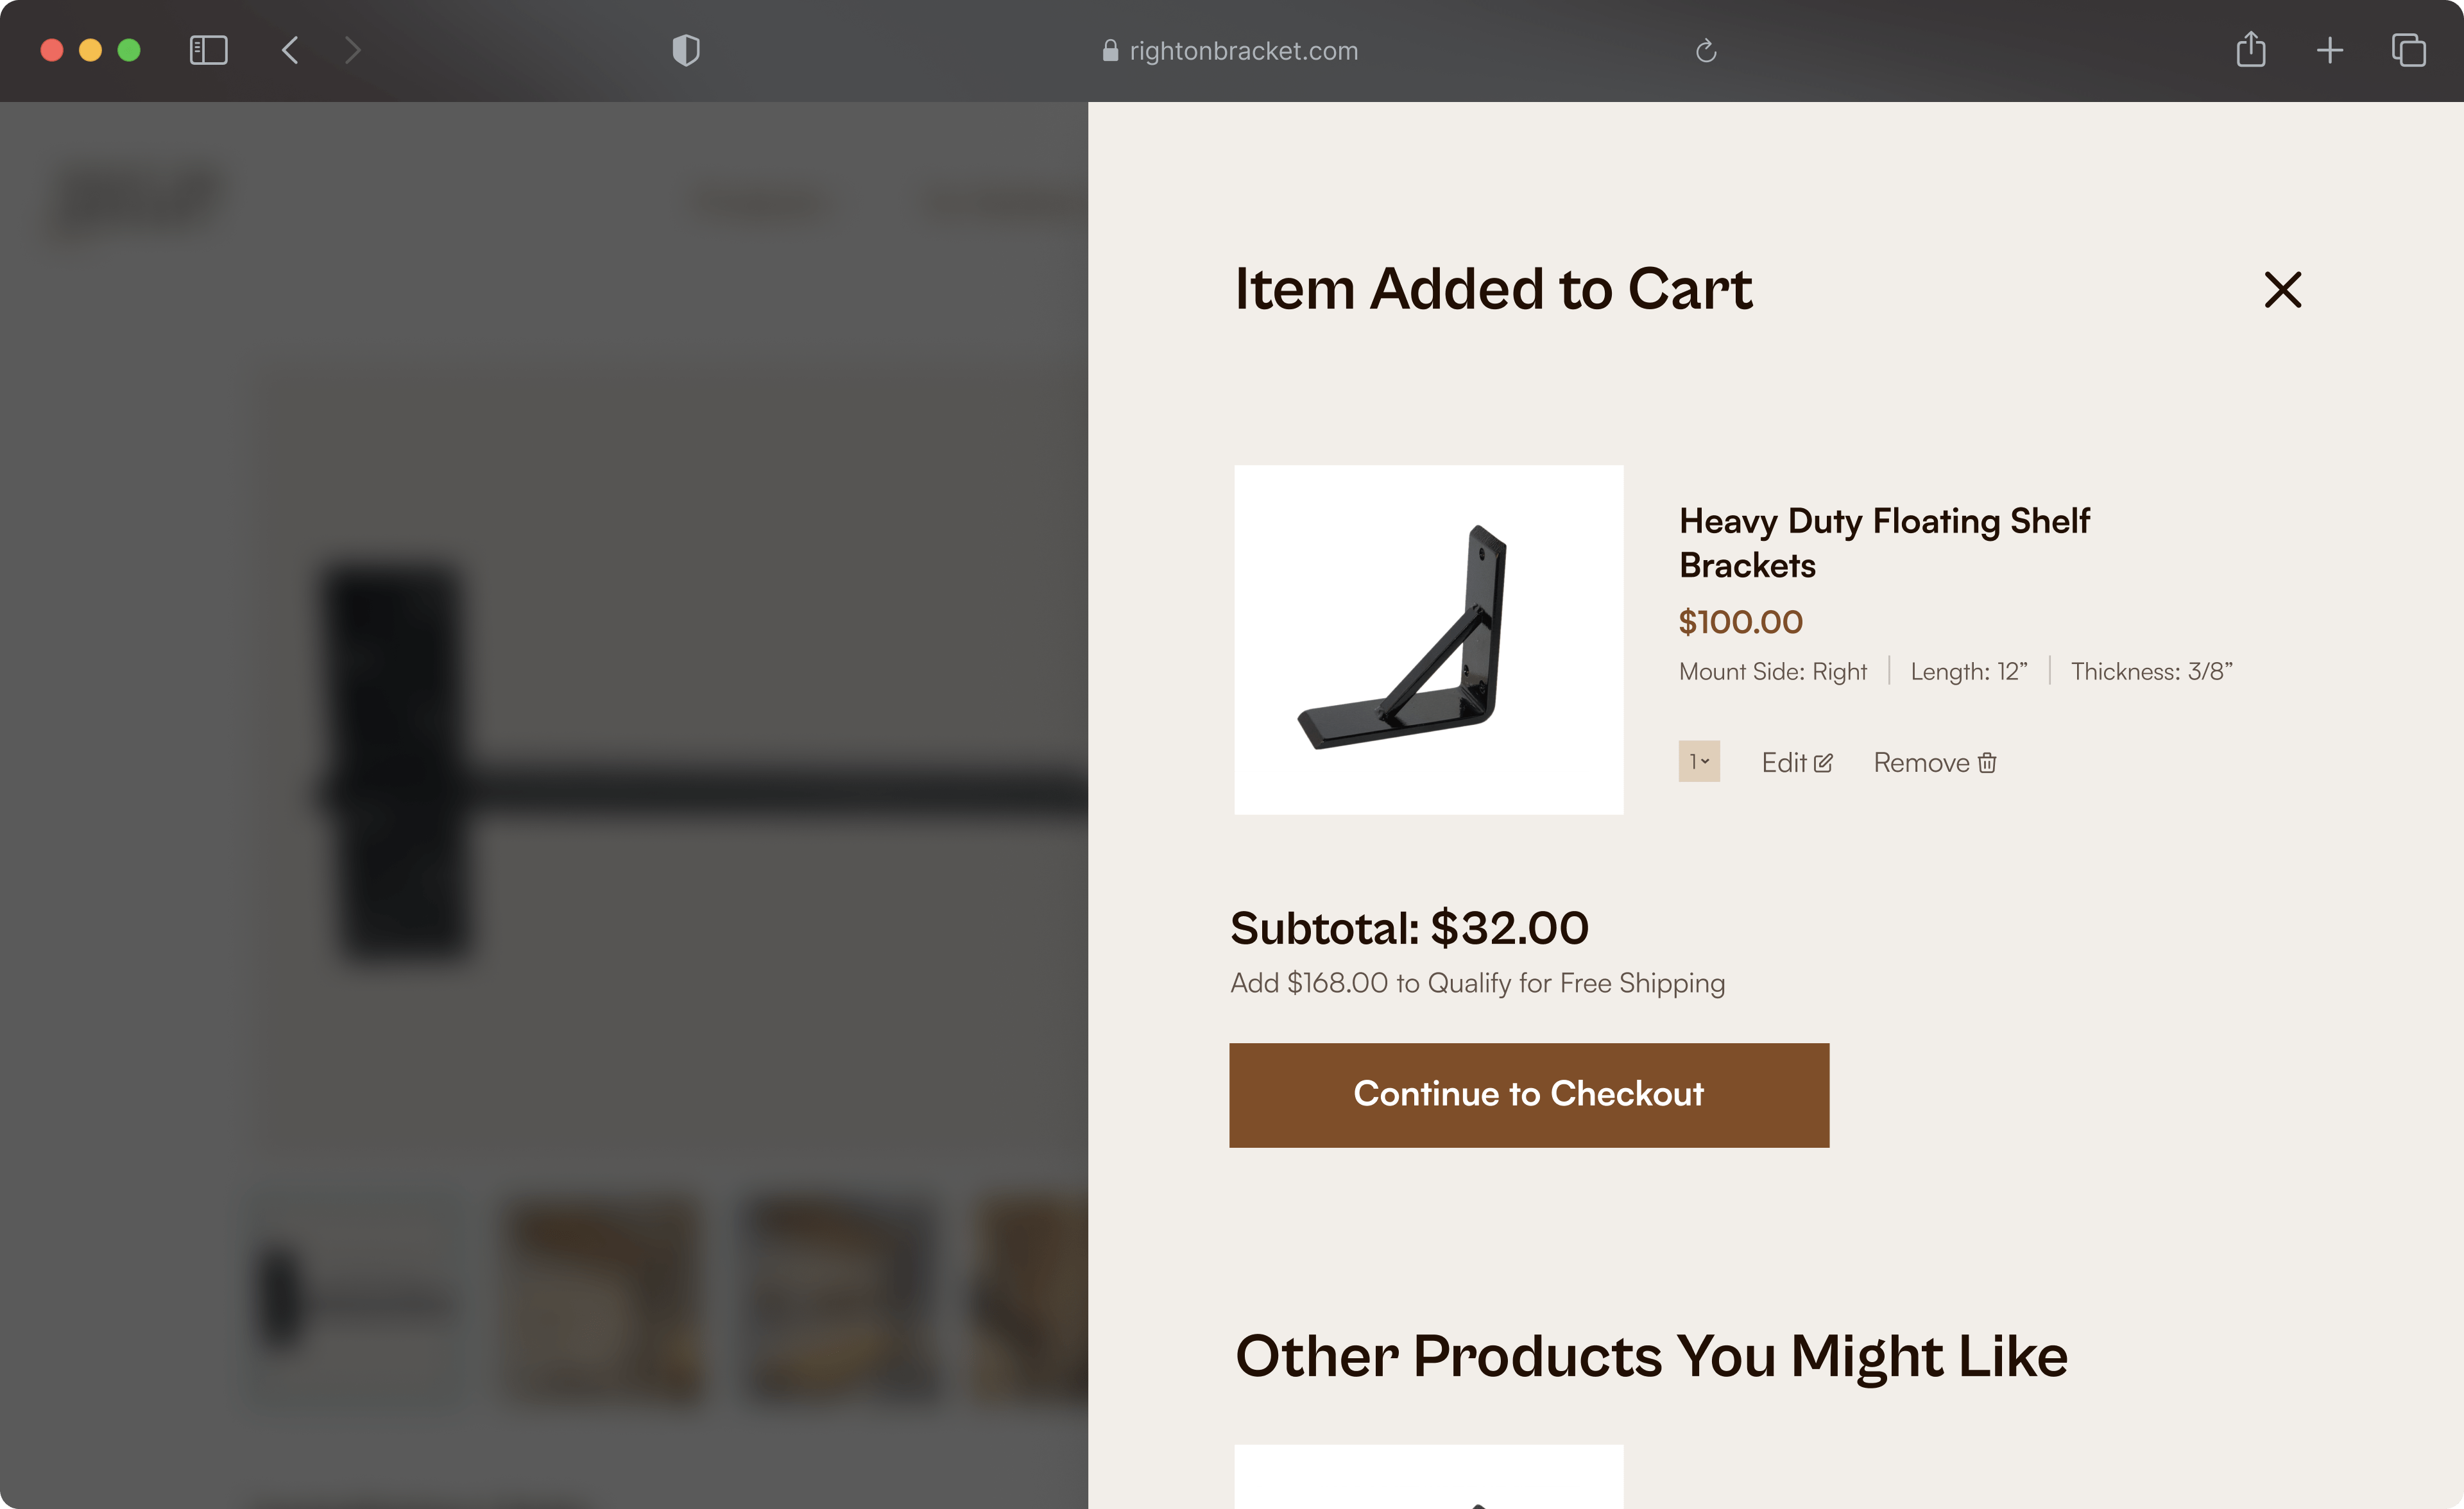 rightonbracket.com
Item Added to Cart
Heavy Duty Floating Shelf
Brackets
$100.00
Mount Side: Right | Length: 12” | Thickness: 3/8”
1 Edit Remove
Subtotal: $32.00
Add $168.00 to Qualify for Free Shipping
Continue to Checkout
Other Products You Might Like